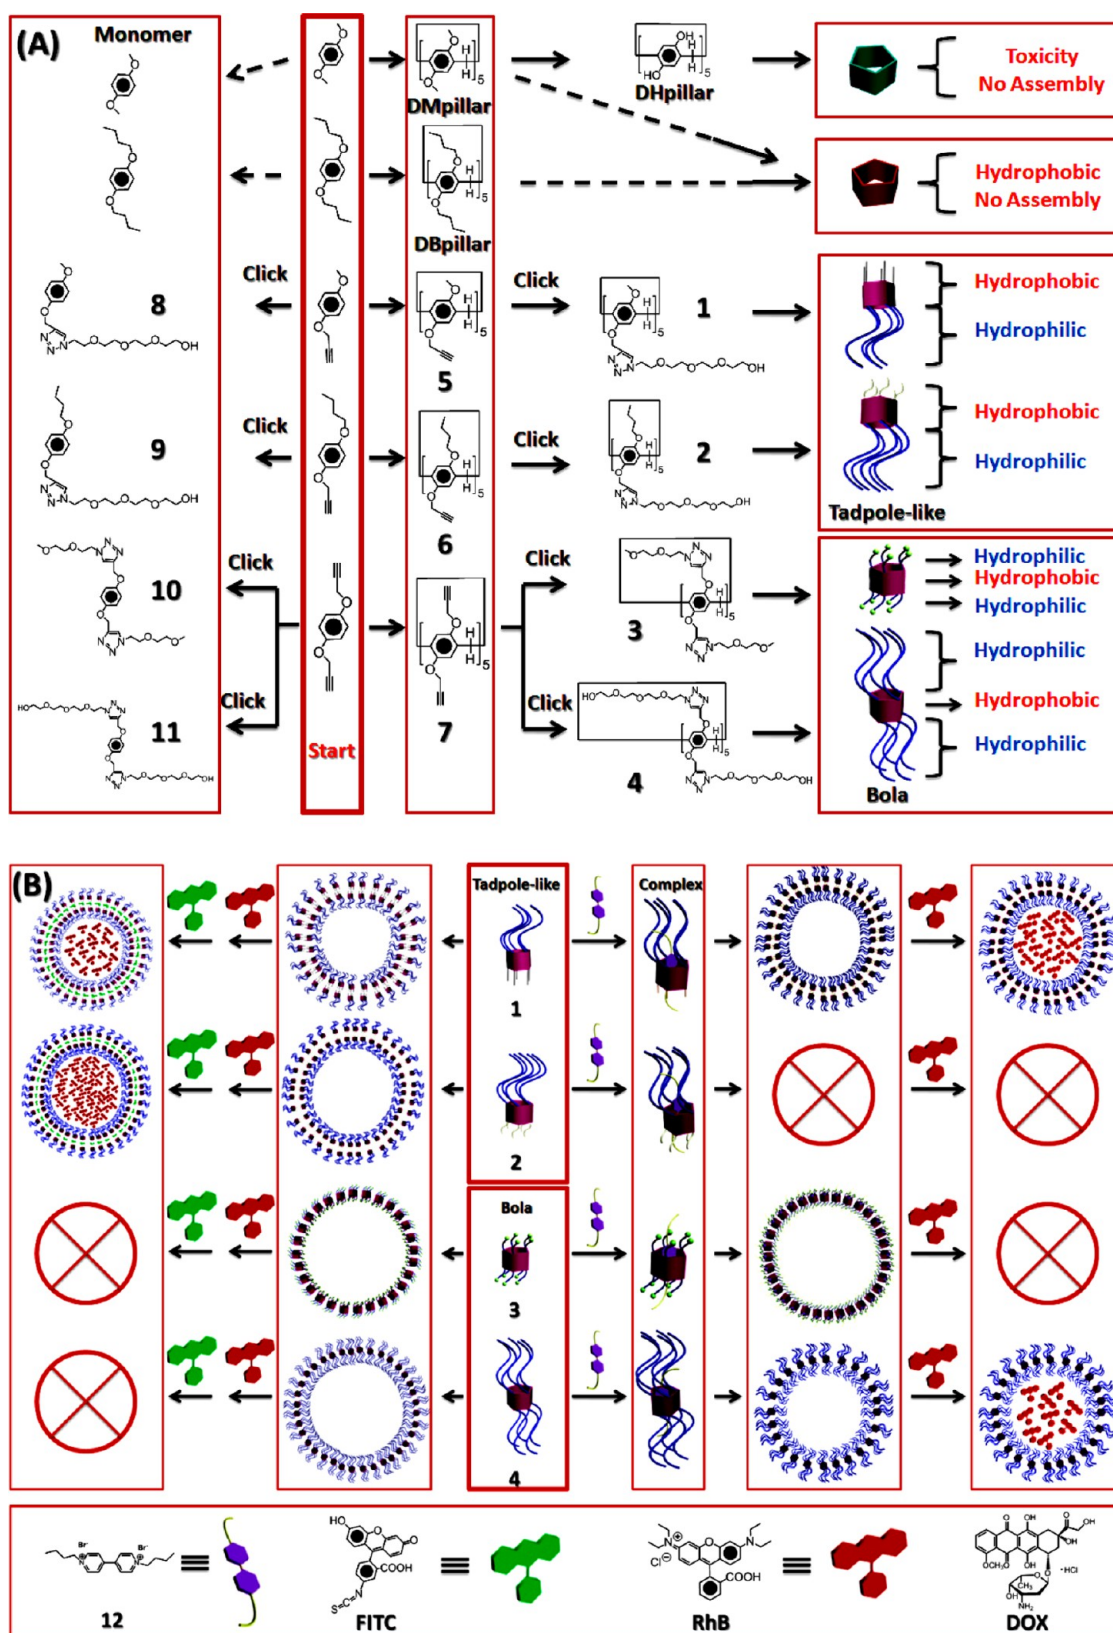 (A)
Monomer
DMpillar
DHpillar
Toxicity
No Assembly
DBpillar
Hydrophobic
No Assembly
8
Click
5
Click
1
Hydrophobic
Hydrophilic
9
Click
6
Click
2
Hydrophobic
Hydrophilic
Tadpole-like
10
Click
7
Click
3
Hydrophilic
Hydrophobic
Hydrophilic
11
Click
Start
Click
4
Hydrophilic
Hydrophobic
Hydrophilic
Bola
(B)
Tadpole-like
Complex
1
2
Bola
3
4
12
FITC
RhB
DOX